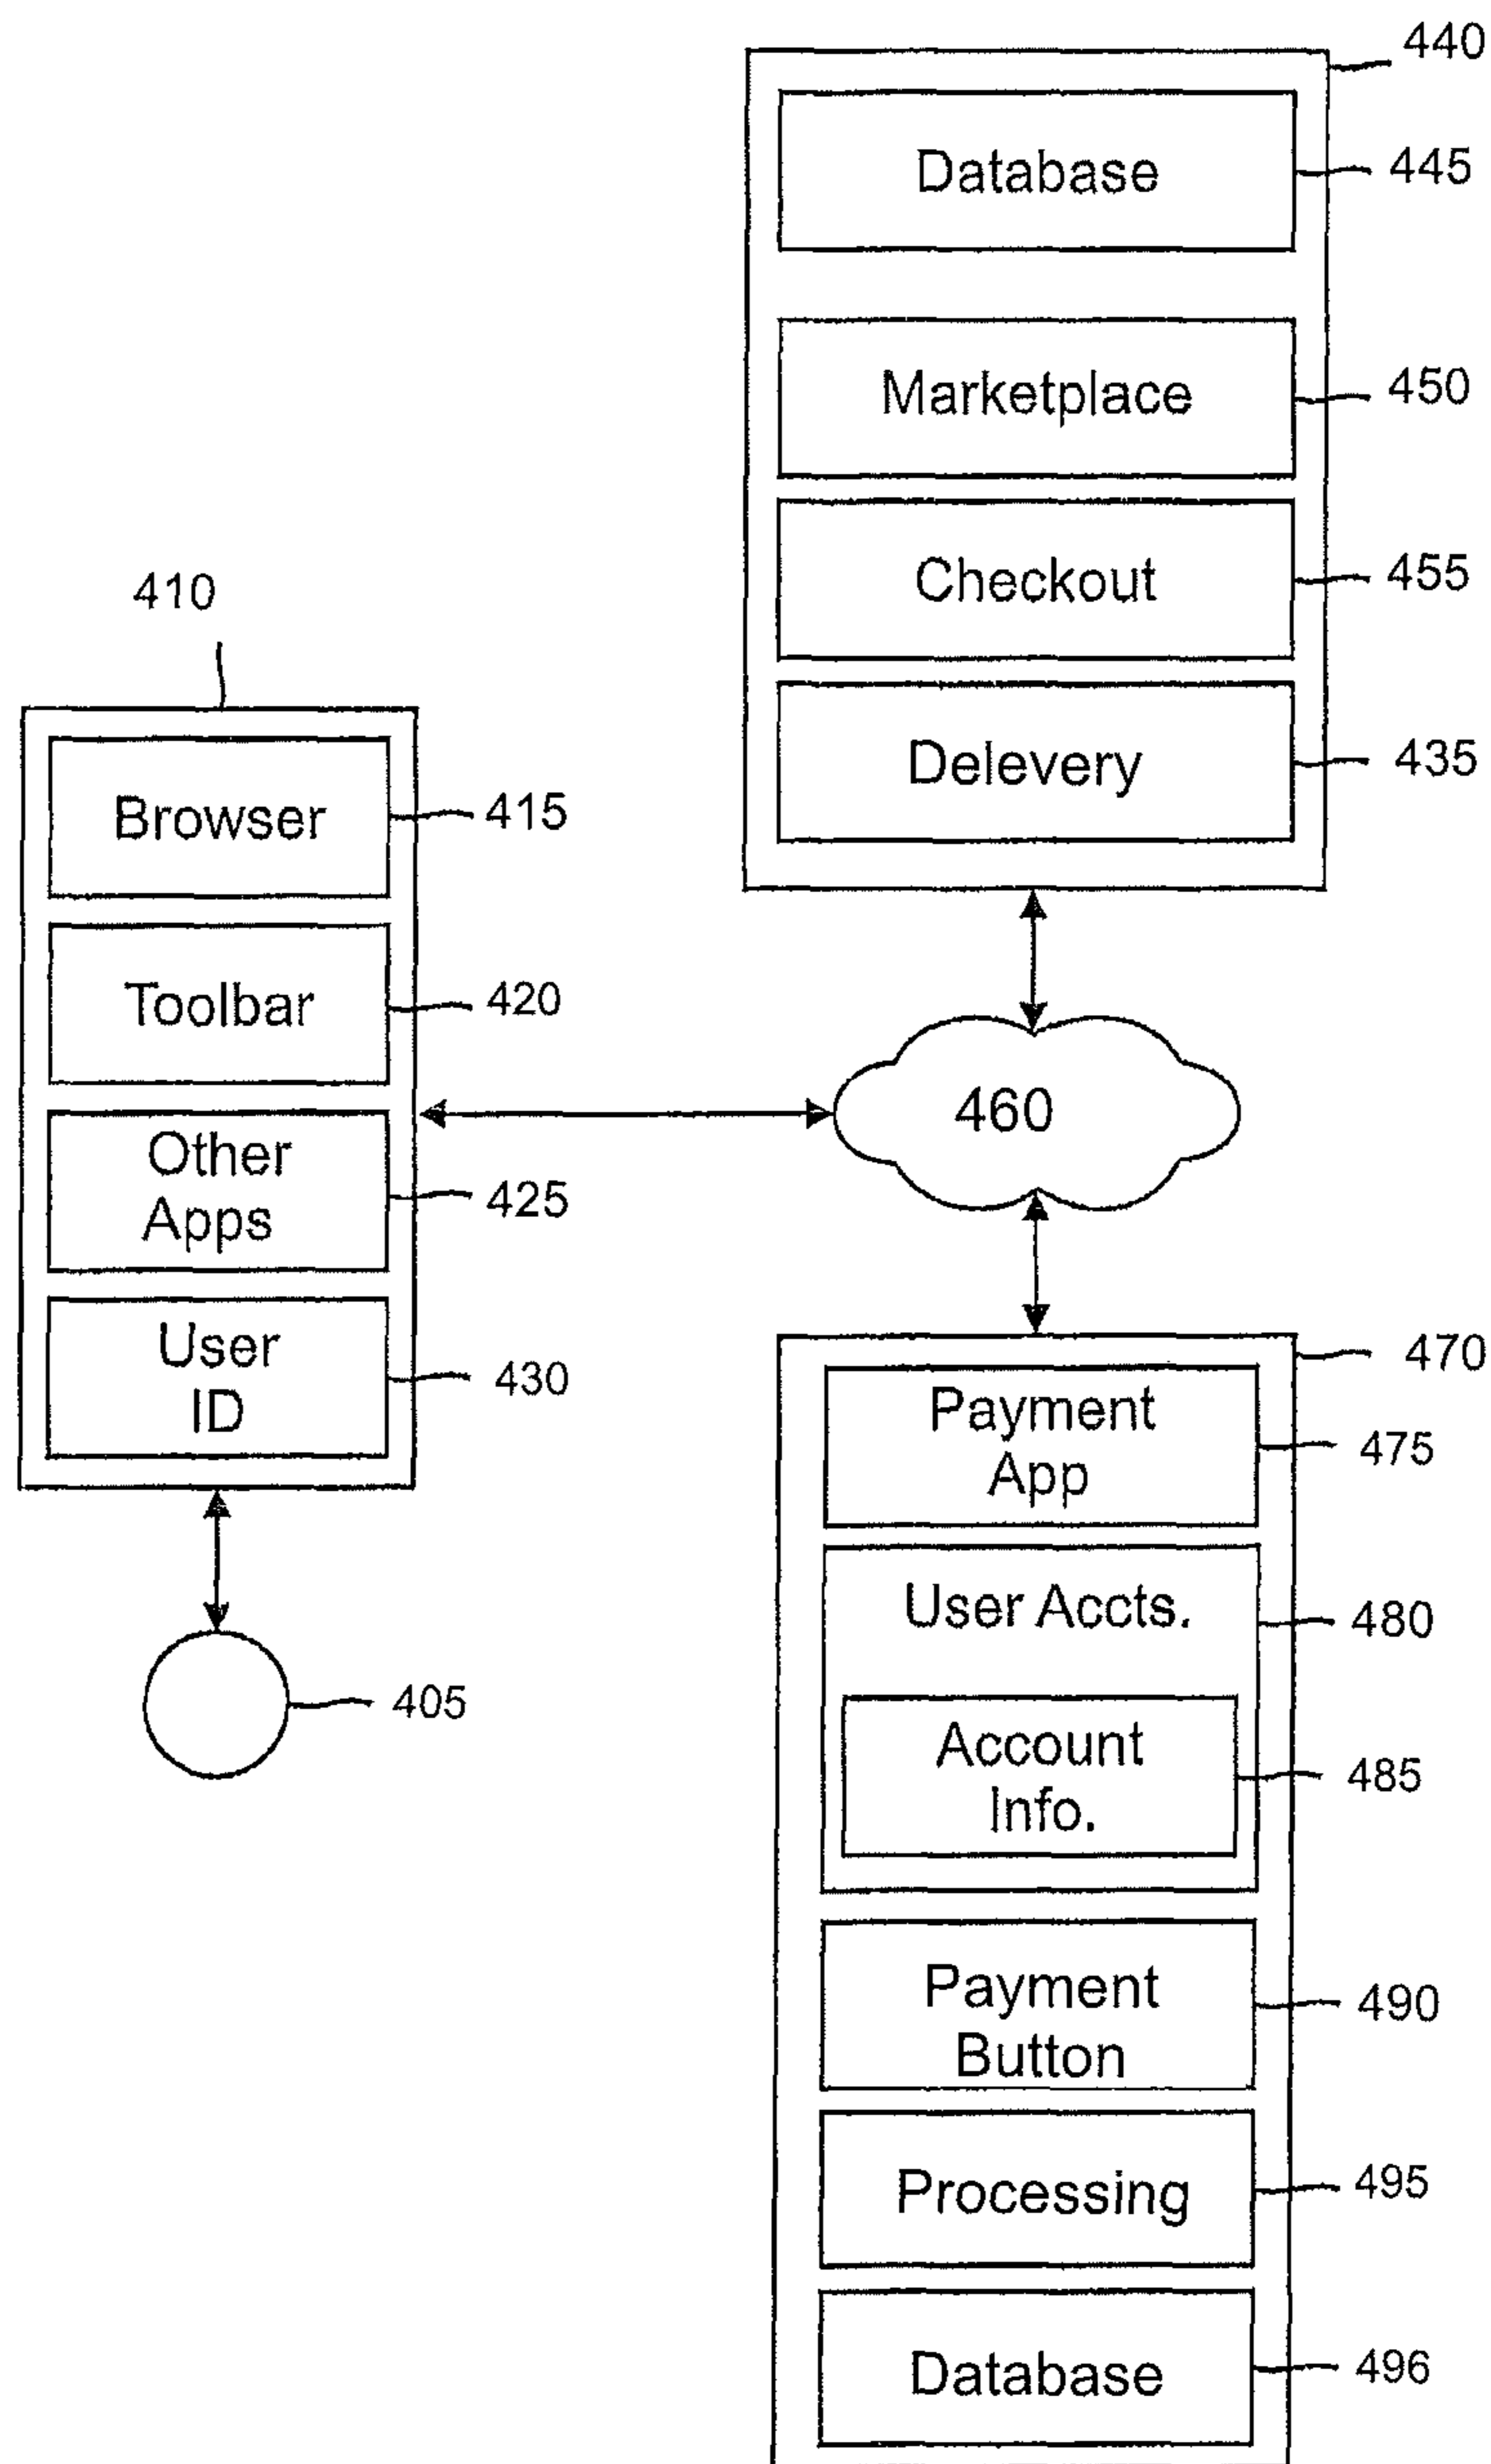 440
Database
445
Marketplace
450
Checkout
455
Delevery
435
410
Browser
415
Toolbar
420
Other
Apps
425
User
ID
430
405
460
470
Payment
App
475
User Accts.
480
Account
Info.
485
Payment
Button
490
Processing
495
Database
496